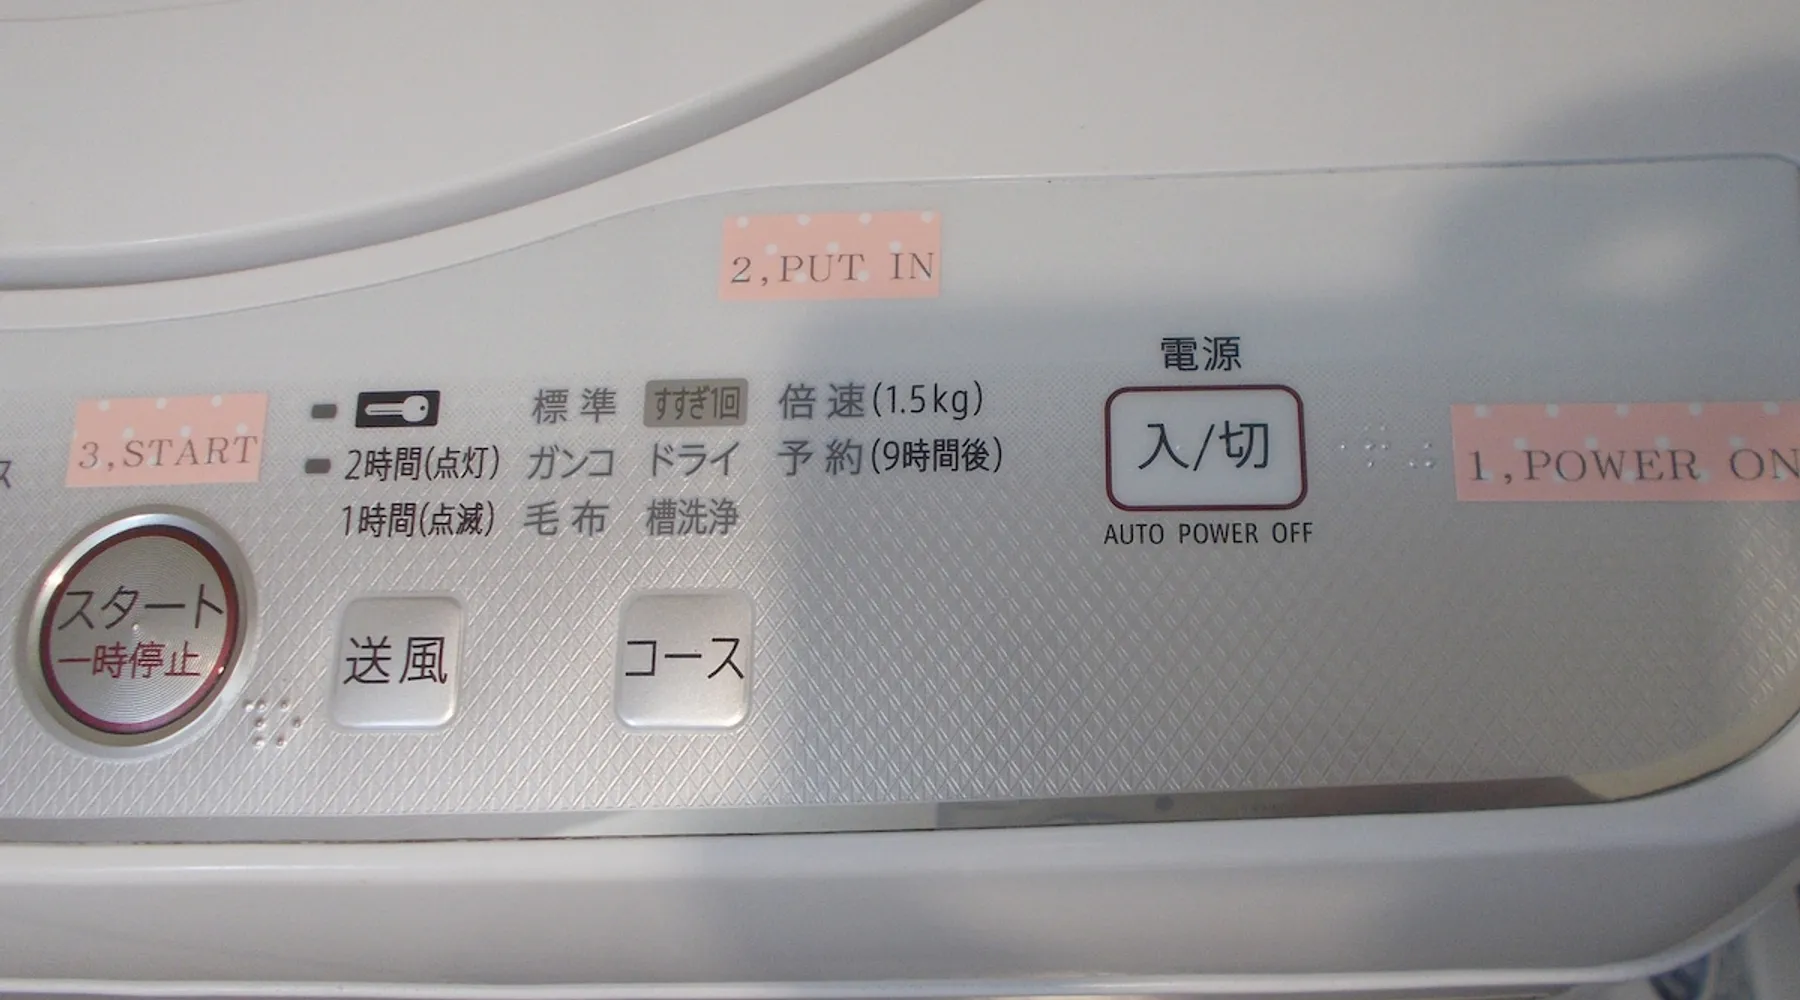 2,PUT IN
電源
入/切
AUTO POWER OFF
1,POWER ON
3,START
標準 すすぎ1回 倍速(1.5kg)
2時間(点灯) ガンコ ドライ 予約(9時間後)
1時間(点滅) 毛布 槽洗浄
ス
スタート
一時停止
送風
コース